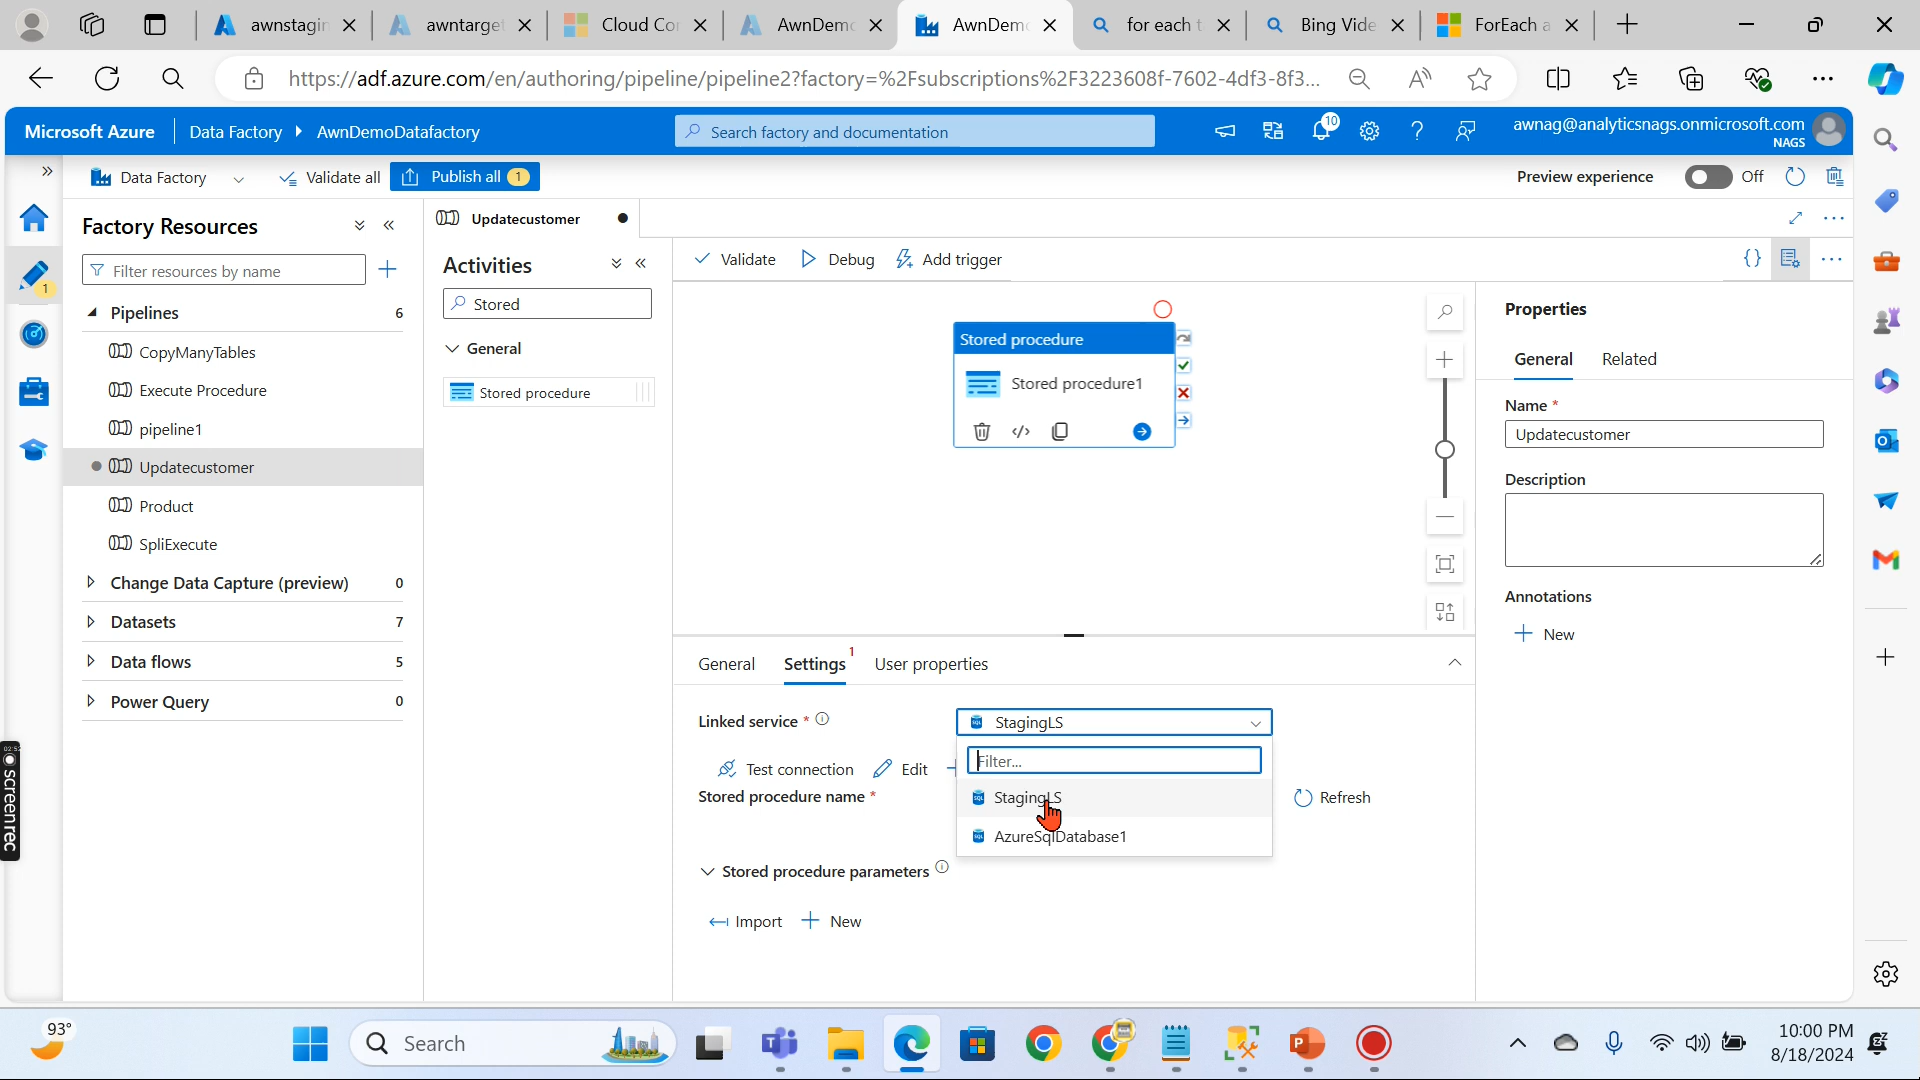 awnstagin
awntarget
Cloud Co
AwnDem
AwnDem
for each t
Bing Vide
ForEach a
https://adf.azure.com/en/authoring/pipeline/pipeline2?factory=%2Fsubscriptions%2F3223608f-7602-4df3-8f3...
Microsoft Azure
Data Factory
AwnDemoDatafactory
Search factory and documentation
10
awnag@analyticsnags.onmicrosoft.com
NAGS
Data Factory
Validate all
Publish all 1
Preview experience
Off
Factory Resources
Filter resources by name
1
Pipelines 6
CopyManyTables
Execute Procedure
pipeline1
Updatecustomer
Product
SpliExecute
Change Data Capture (preview) 0
Datasets 7
Data flows 5
Power Query 0
Updatecustomer
Activities
Stored
General
Stored procedure
Validate
Debug
Add trigger
Stored procedure
Stored procedure1
General
Settings 1
User properties
Linked service *
StagingLS
Filter...
StagingLS
AzureSqlDatabase1
Test connection
Edit
Stored procedure name *
Refresh
Stored procedure parameters
Import
New
Properties
General
Related
Name *
Updatecustomer
Description
Annotations
New
screenrec
93°
Search
10:00 PM
8/18/2024